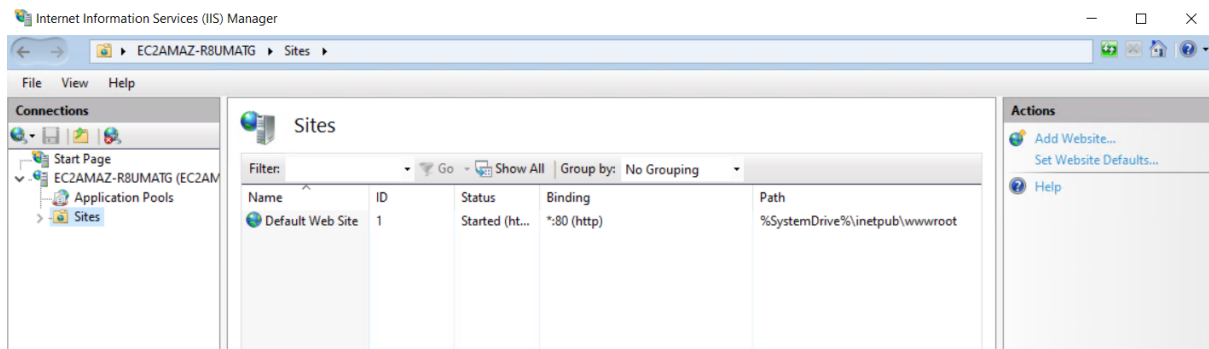 Internet Information Services (IIS) Manager
EC2AMAZ-R8UMATG Sites
File View Help
Connections
Start Page
EC2AMAZ-R8UMATG (EC2AM
Application Pools
Sites
Sites
Filter: Go Show All Group by: No Grouping
Name ID Status Binding Path
Default Web Site 1 Started (ht... *:80 (http) %SystemDrive%\inetpub\wwwroot
Actions
Add Website...
Set Website Defaults...
Help